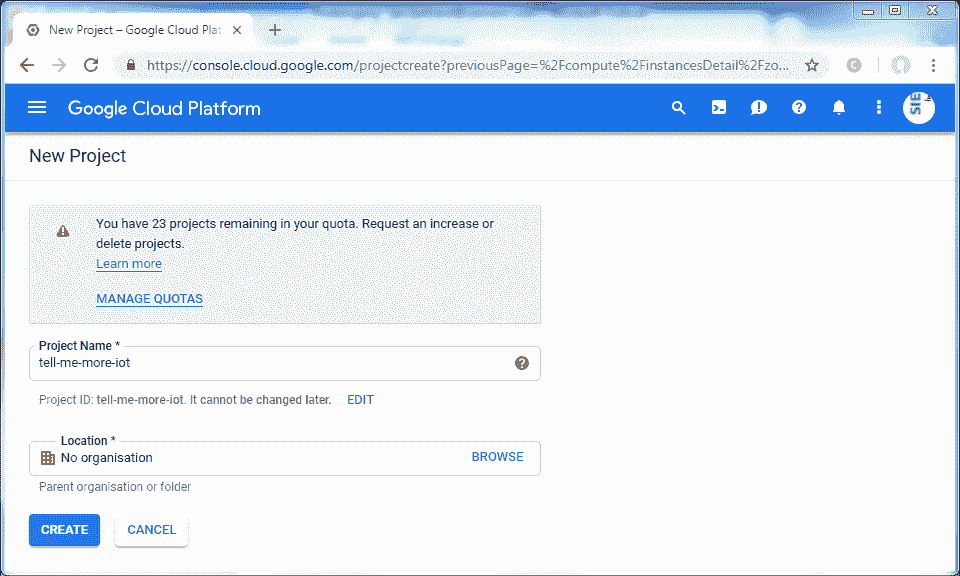 New Project – Google Cloud Plat
https://console.cloud.google.com/projectcreate?previousPage=%2Fcompute%2FinstancesDetail%2Fzo...
C
Google Cloud Platform
SITE
New Project
You have 23 projects remaining in your quota. Request an increase or
delete projects.
Learn more
MANAGE QUOTAS
Project Name *
tell-me-more-iot
Project ID: tell-me-more-iot. It cannot be changed later. EDIT
Location *
No organisation BROWSE
Parent organisation or folder
CREATE CANCEL